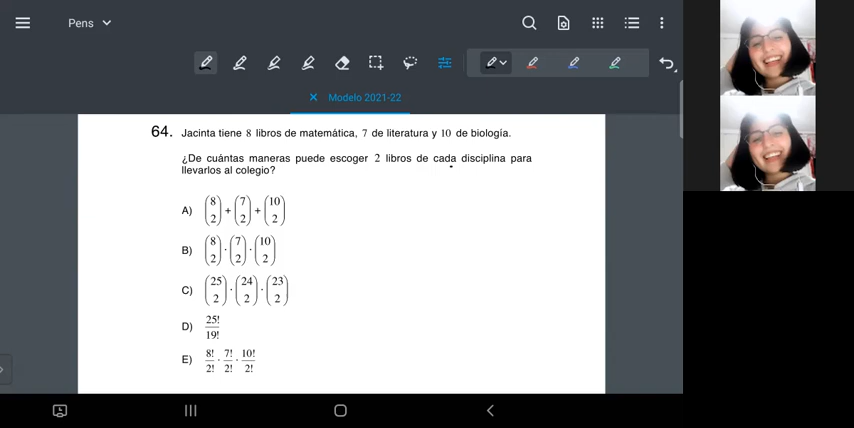 Pens
Modelo 2021-22
64. Jacinta tiene 8 libros de matemática, 7 de literatura y 10 de biología.
¿De cuántas maneras puede escoger 2 libros de cada disciplina para
llevarlos al colegio?
A) (8 2) + (7 2) + (10 2)
B) (8 2) · (7 2) · (10 2)
C) (25 2) · (24 2) · (23 2)
D) 25!/19!
E) 8!/2! · 7!/2! · 10!/2!